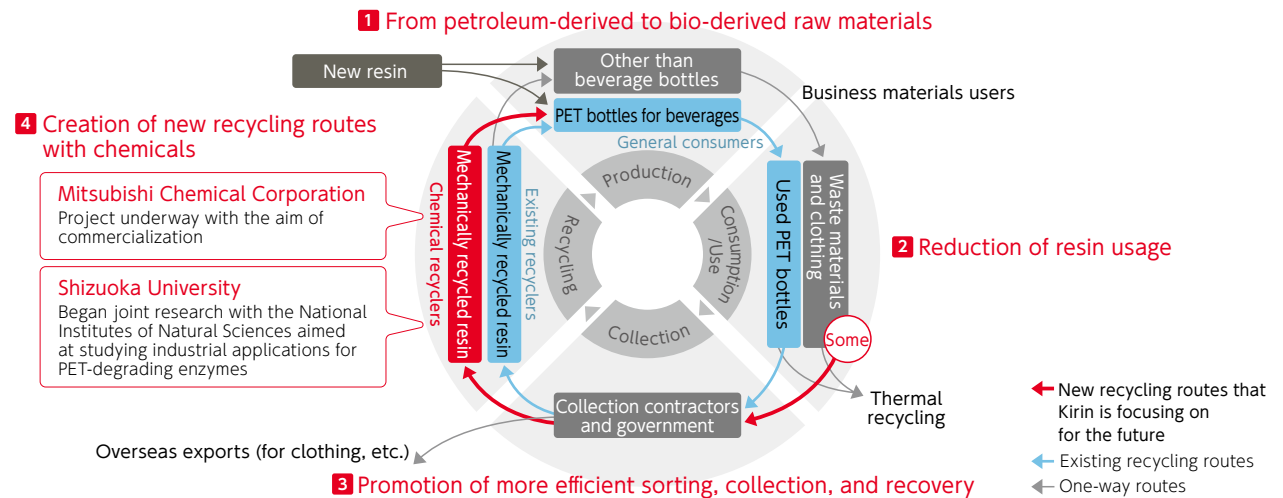 1 From petroleum-derived to bio-derived raw materials
New resin
Other than
beverage bottles
Business materials users
PET bottles for beverages
General consumers
4 Creation of new recycling routes
with chemicals
Mitsubishi Chemical Corporation
Project underway with the aim of
commercialization
Shizuoka University
Began joint research with the National
Institutes of Natural Sciences aimed
at studying industrial applications for
PET-degrading enzymes
Chemical recyclers
Mechanically recycled resin
Mechanically recycled resin
Existing recyclers
Production
Recycling
Consumption
/Use
Collection
Used PET bottles
Waste materials
and clothing
Some
2 Reduction of resin usage
Thermal
recycling
Collection contractors
and government
Overseas exports (for clothing, etc.)
3 Promotion of more efficient sorting, collection, and recovery
New recycling routes that
Kirin is focusing on
for the future
Existing recycling routes
One-way routes